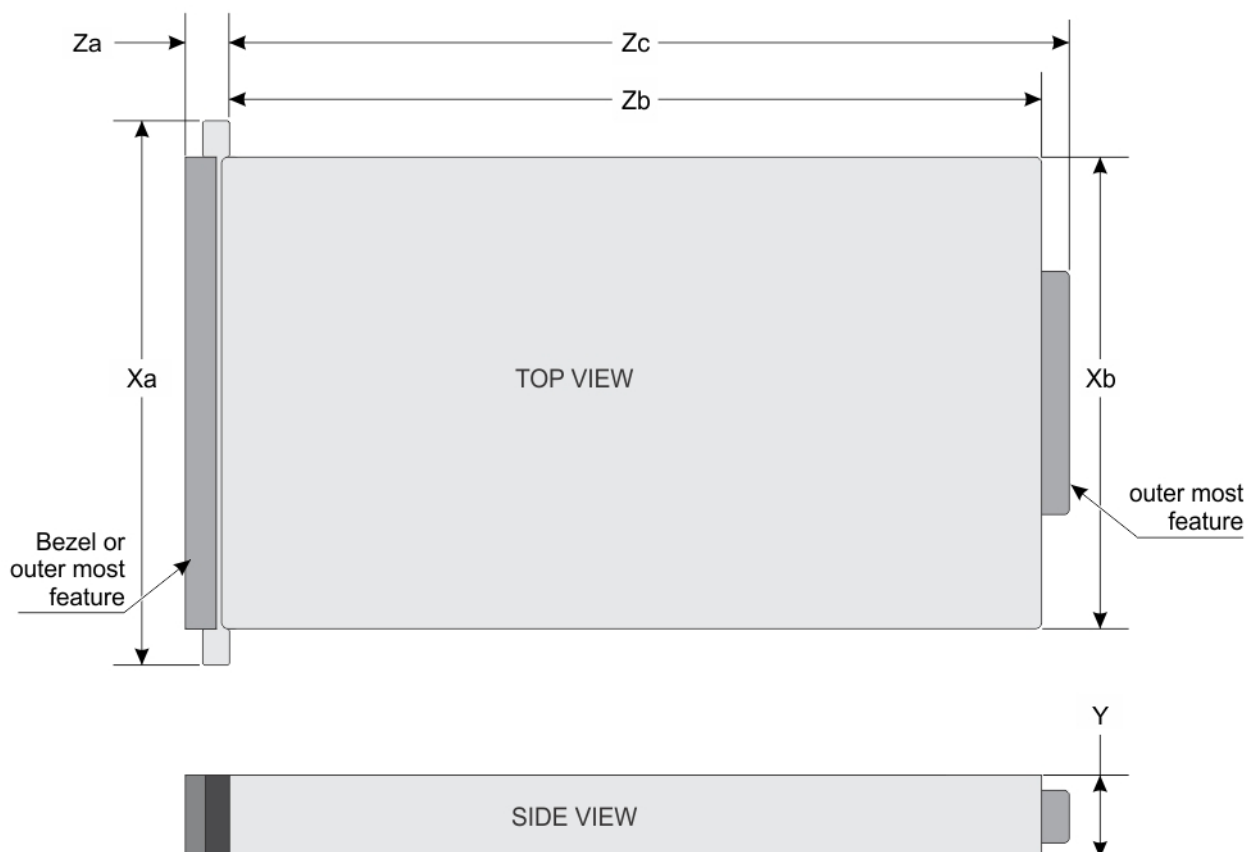 Za
Zc
Zb
Xa
TOP VIEW
Xb
outer most
feature
Bezel or
outer most
feature
Y
SIDE VIEW